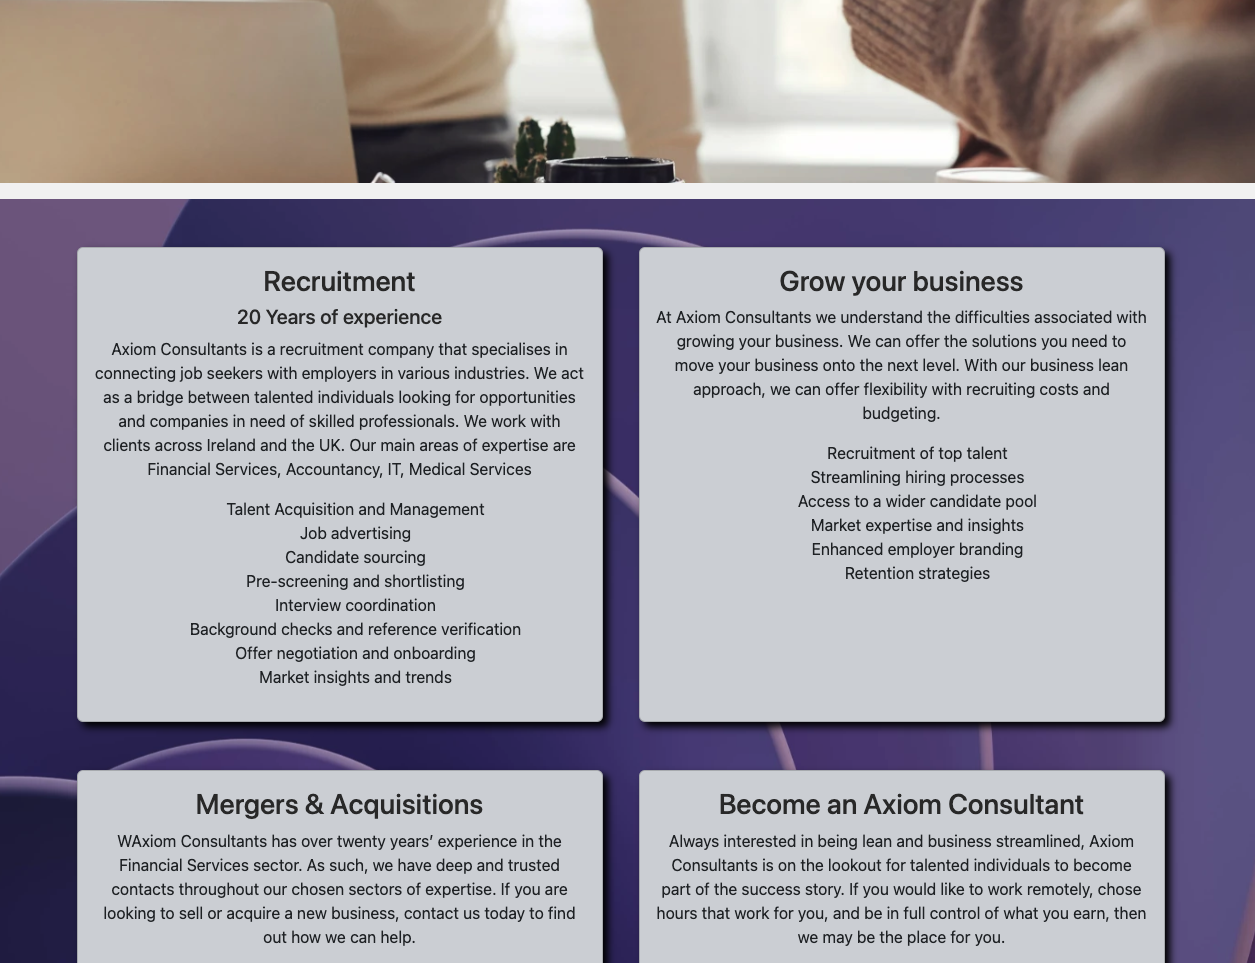 Recruitment
20 Years of experience
Axiom Consultants is a recruitment company that specialises in
connecting job seekers with employers in various industries. We act
as a bridge between talented individuals looking for opportunities
and companies in need of skilled professionals. We work with
clients across Ireland and the UK. Our main areas of expertise are
Financial Services, Accountancy, IT, Medical Services
Talent Acquisition and Management
Job advertising
Candidate sourcing
Pre-screening and shortlisting
Interview coordination
Background checks and reference verification
Offer negotiation and onboarding
Market insights and trends
Grow your business
At Axiom Consultants we understand the difficulties associated with
growing your business. We can offer the solutions you need to
move your business onto the next level. With our business lean
approach, we can offer flexibility with recruiting costs and
budgeting.
Recruitment of top talent
Streamlining hiring processes
Access to a wider candidate pool
Market expertise and insights
Enhanced employer branding
Retention strategies
Mergers & Acquisitions
WAxiom Consultants has over twenty years’ experience in the
Financial Services sector. As such, we have deep and trusted
contacts throughout our chosen sectors of expertise. If you are
looking to sell or acquire a new business, contact us today to find
out how we can help.
Become an Axiom Consultant
Always interested in being lean and business streamlined, Axiom
Consultants is on the lookout for talented individuals to become
part of the success story. If you would like to work remotely, chose
hours that work for you, and be in full control of what you earn, then
we may be the place for you.